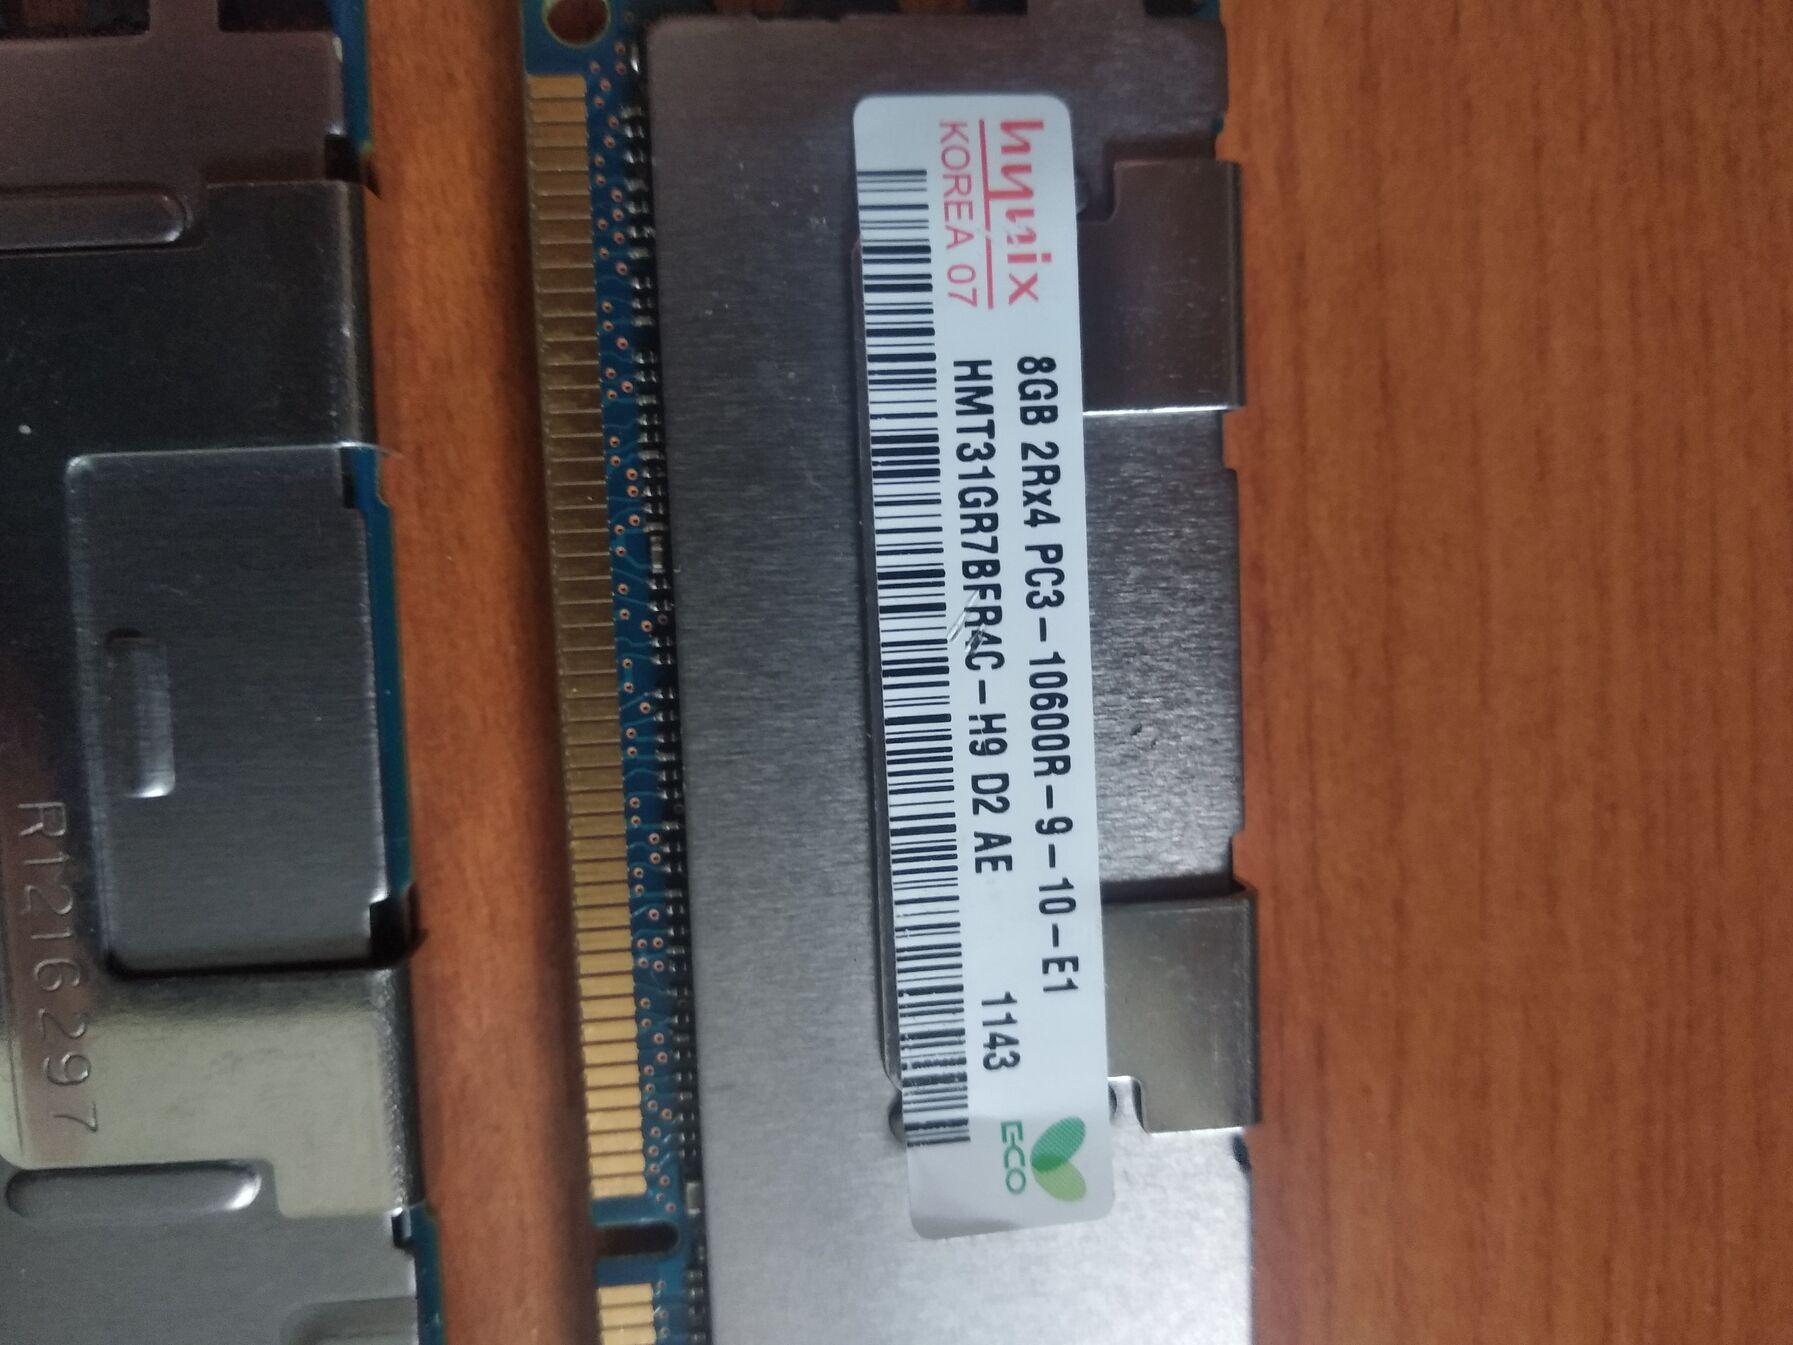 hynix
KOREA 07
8GB 2Rx4 PC3-10600R-9-10-E1
HMT31GR7BFR4C-H9 D2 AE 1143
ECO
R1216297